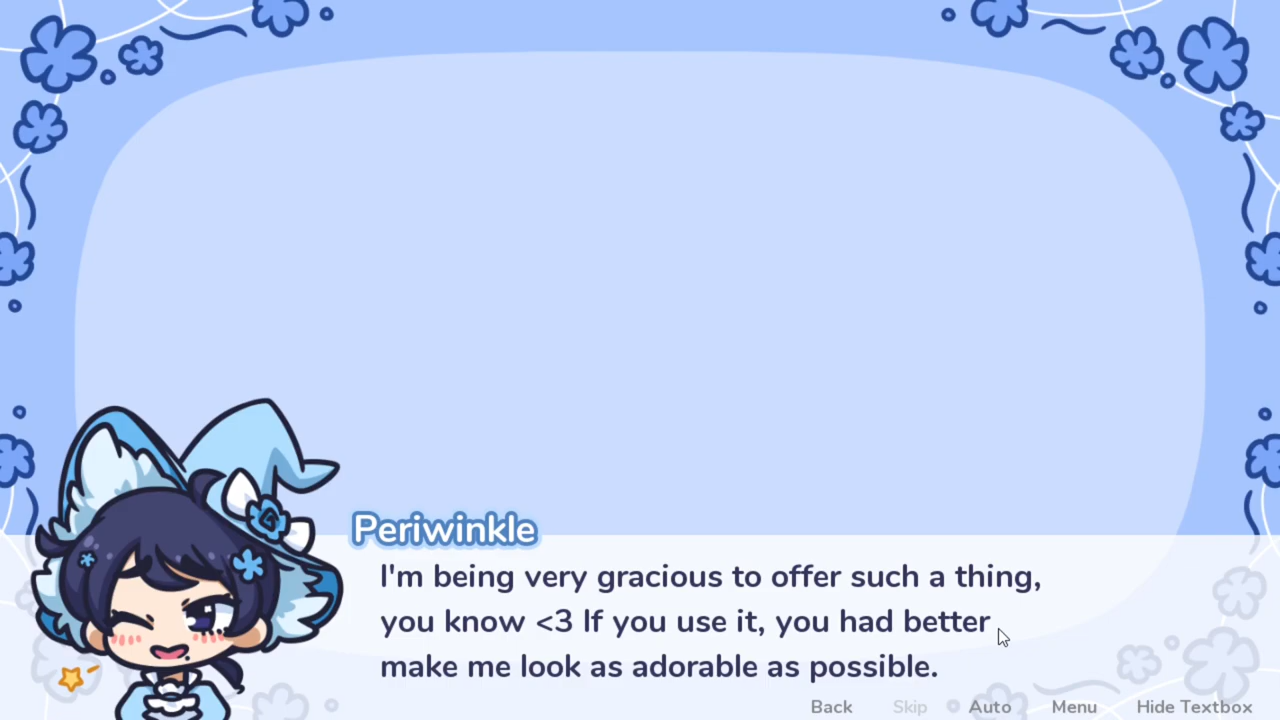 Periwinkle
I'm being very gracious to offer such a thing,
you know <3 If you use it, you had better
make me look as adorable as possible.
Back Skip Auto Menu Hide Textbox